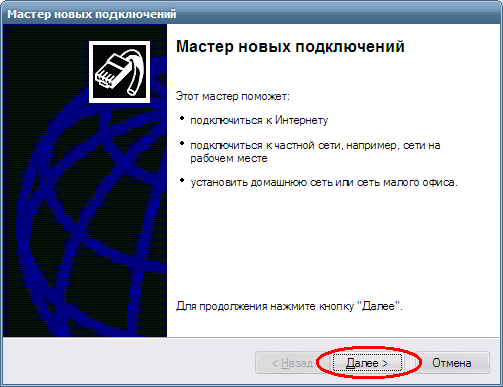 Мастер новых подключений
Мастер новых подключений
Этот мастер поможет:
• подключиться к Интернету
• подключиться к частной сети, например, сети на
рабочем месте
• установить домашнюю сеть или сеть малого офиса.
Для продолжения нажмите кнопку "Далее".
< Назад Далее > Отмена